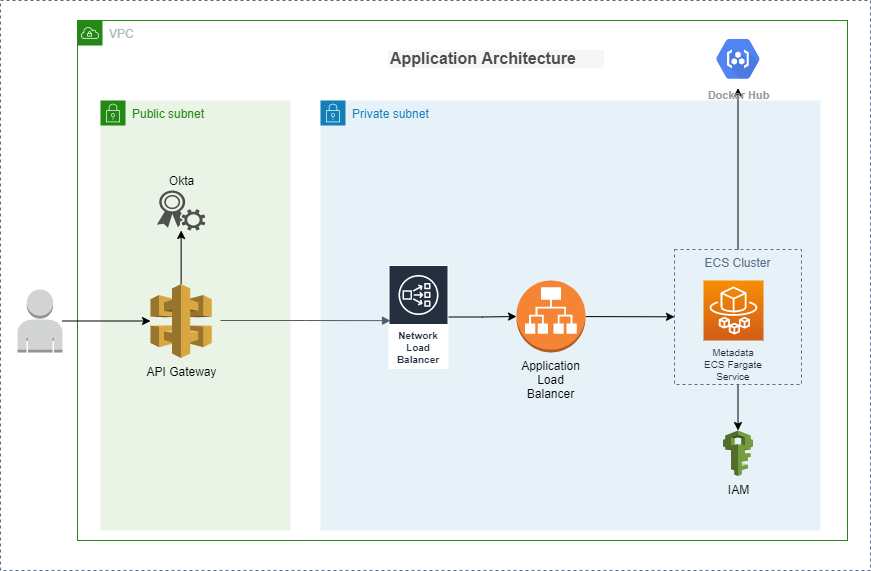 VPC
Application Architecture
Docker Hub
Public subnet
Private subnet
Okta
ECS Cluster
Network
Load
Balancer
Metadata
ECS Fargate
Service
API Gateway
Application
Load
Balancer
IAM